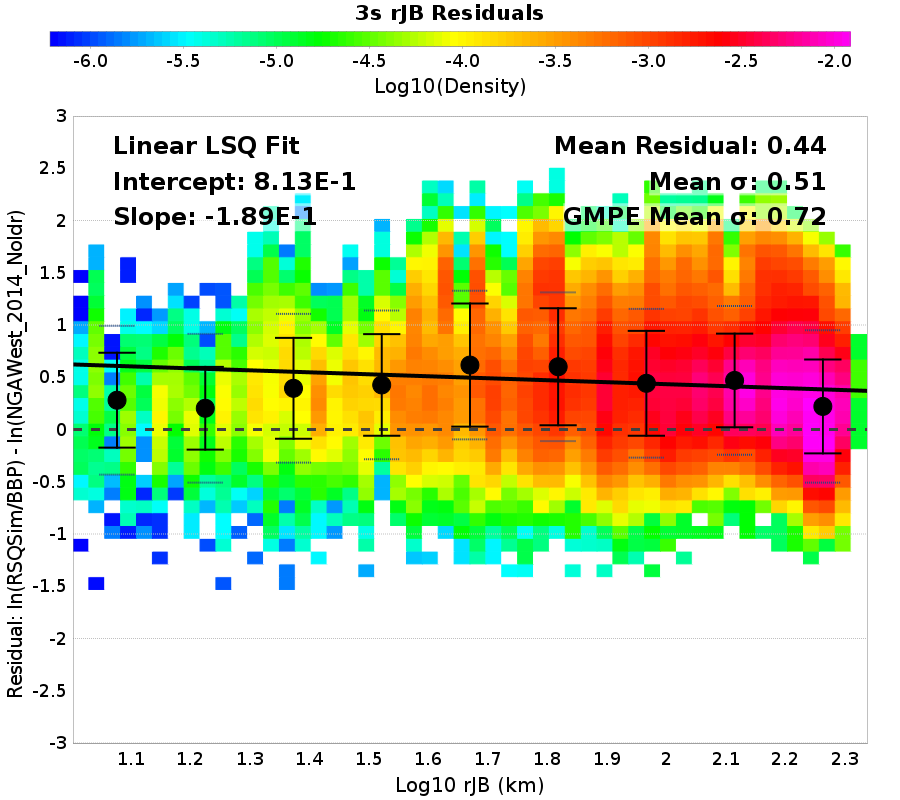 3s rJB Residuals
-6.0 -5.5 -5.0 -4.5 -4.0 -3.5 -3.0 -2.5 -2.0
Log10(Density)
Linear LSQ Fit
Intercept: 8.13E-1
Slope: -1.89E-1
Mean Residual: 0.44
Mean σ: 0.51
GMPE Mean σ: 0.72
Residual: ln(RSQSim/BBP) - ln(NGAWest_2014_NoIdr)
3
2.5
2
1.5
1
0.5
0
-0.5
-1
-1.5
-2
-2.5
-3
1.1 1.2 1.3 1.4 1.5 1.6 1.7 1.8 1.9 2 2.1 2.2 2.3
Log10 rJB (km)